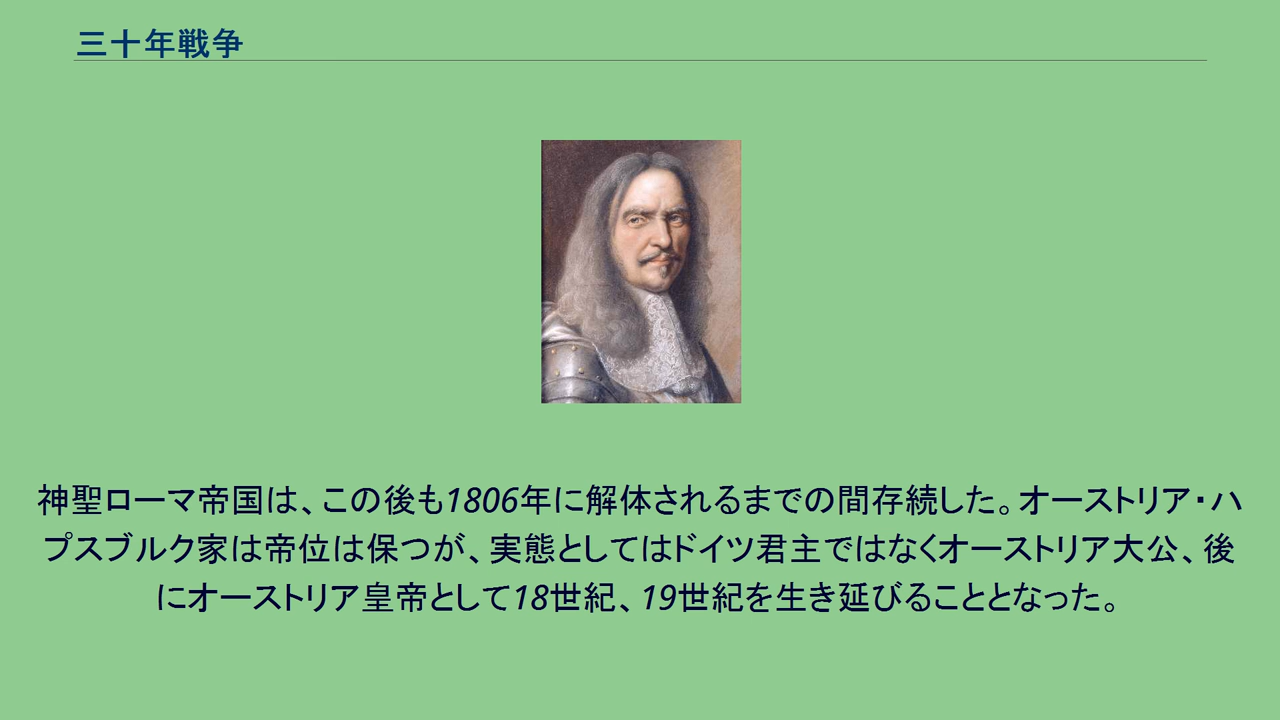 三十年戦争
神聖ローマ帝国は、この後も1806年に解体されるまでの間存続した。オーストリア・ハ
プスブルク家は帝位は保つが、実態としてはドイツ君主ではなくオーストリア大公、後
にオーストリア皇帝として18世紀、19世紀を生き延びることとなった。